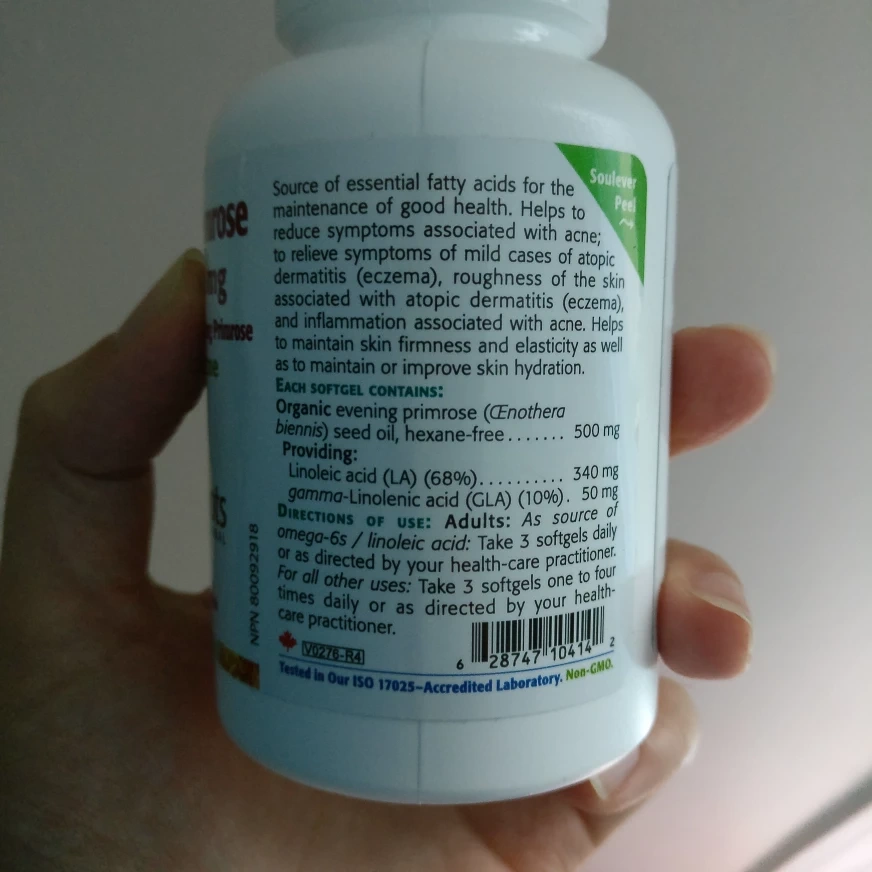 Source of essential fatty acids for the
maintenance of good health. Helps to
reduce symptoms associated with acne;
to relieve symptoms of mild cases of atopic
dermatitis (eczema), roughness of the skin
associated with atopic dermatitis (eczema),
and inflammation associated with acne. Helps
to maintain skin firmness and elasticity as well
as to maintain or improve skin hydration.
EACH SOFTGEL CONTAINS:
Organic evening primrose (Œnothera
biennis) seed oil, hexane-free....... 500 mg
Providing:
Linoleic acid (LA) (68%).......... 340 mg
gamma-Linolenic acid (GLA) (10%). 50 mg
DIRECTIONS OF USE: Adults: As source of
omega-6s / linoleic acid: Take 3 softgels daily
or as directed by your health-care practitioner.
For all other uses: Take 3 softgels one to four
times daily or as directed by your health-
care practitioner.
V0276-R4
6 28747 10414 2
Tested in Our ISO 17025–Accredited Laboratory. Non-GMO.
Soulever
Peel
NPN 80092918
mg
Primrose